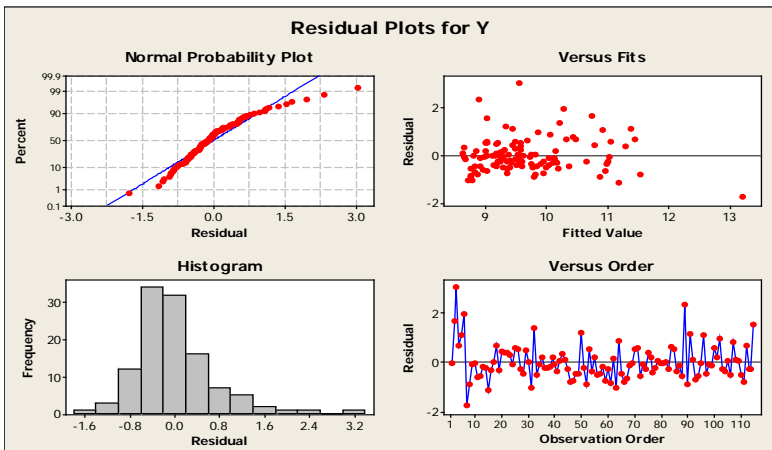 Residual Plots for Y
Normal Probability Plot
99.9
99
90
50
10
1
0.1
Percent
-3.0 -1.5 0.0 1.5 3.0
Residual
Versus Fits
2
0
-2
Residual
9 10 11 12 13
Fitted Value
Histogram
30
20
10
0
Frequency
-1.6 -0.8 0.0 0.8 1.6 2.4 3.2
Residual
Versus Order
2
0
-2
Residual
1 10 20 30 40 50 60 70 80 90 100 110
Observation Order